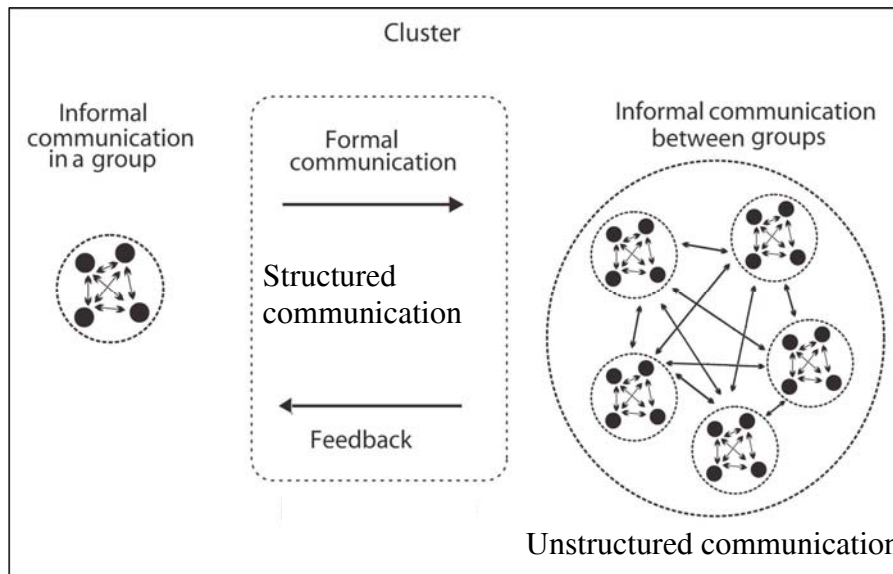 Cluster
Informal
communication
in a group
Formal
communication
Structured
communication
Feedback
Informal communication
between groups
Unstructured communication